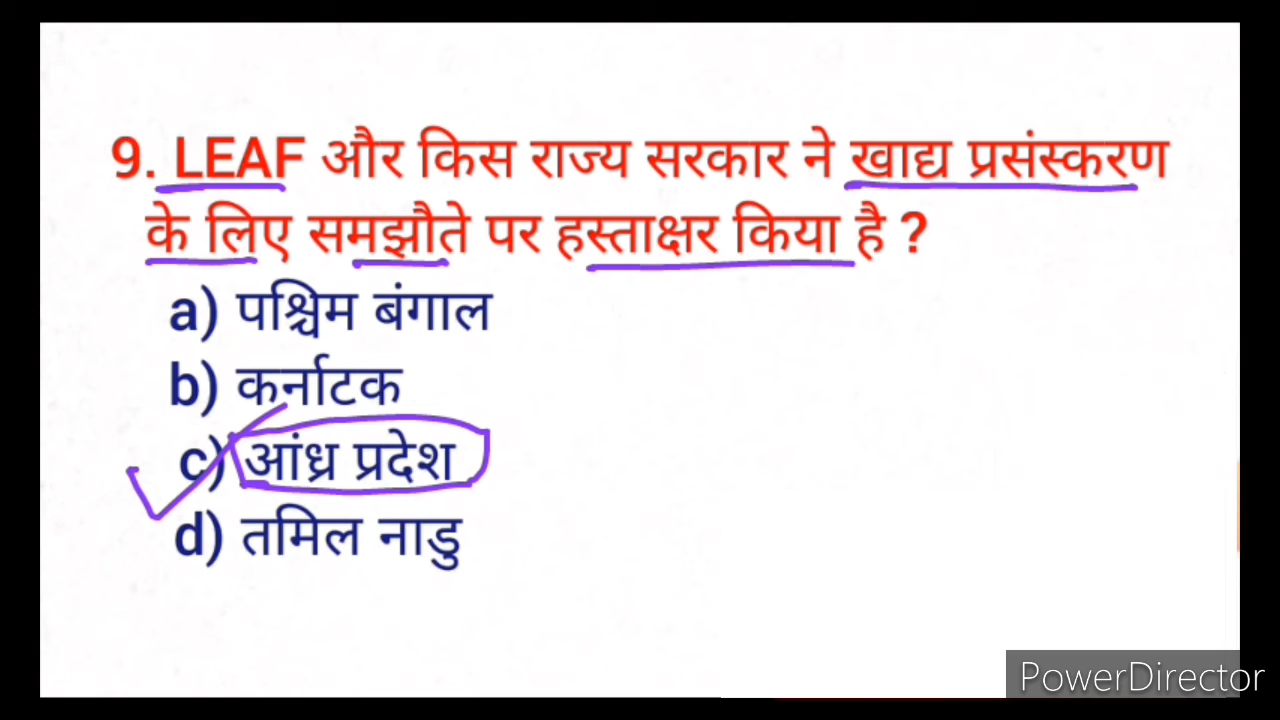 9. LEAF और किस राज्य सरकार ने खाद्य प्रसंस्करण
के लिए समझौते पर हस्ताक्षर किया है ?
a) पश्चिम बंगाल
b) कर्नाटक
c) आंध्र प्रदेश
d) तमिल नाडु
PowerDirector